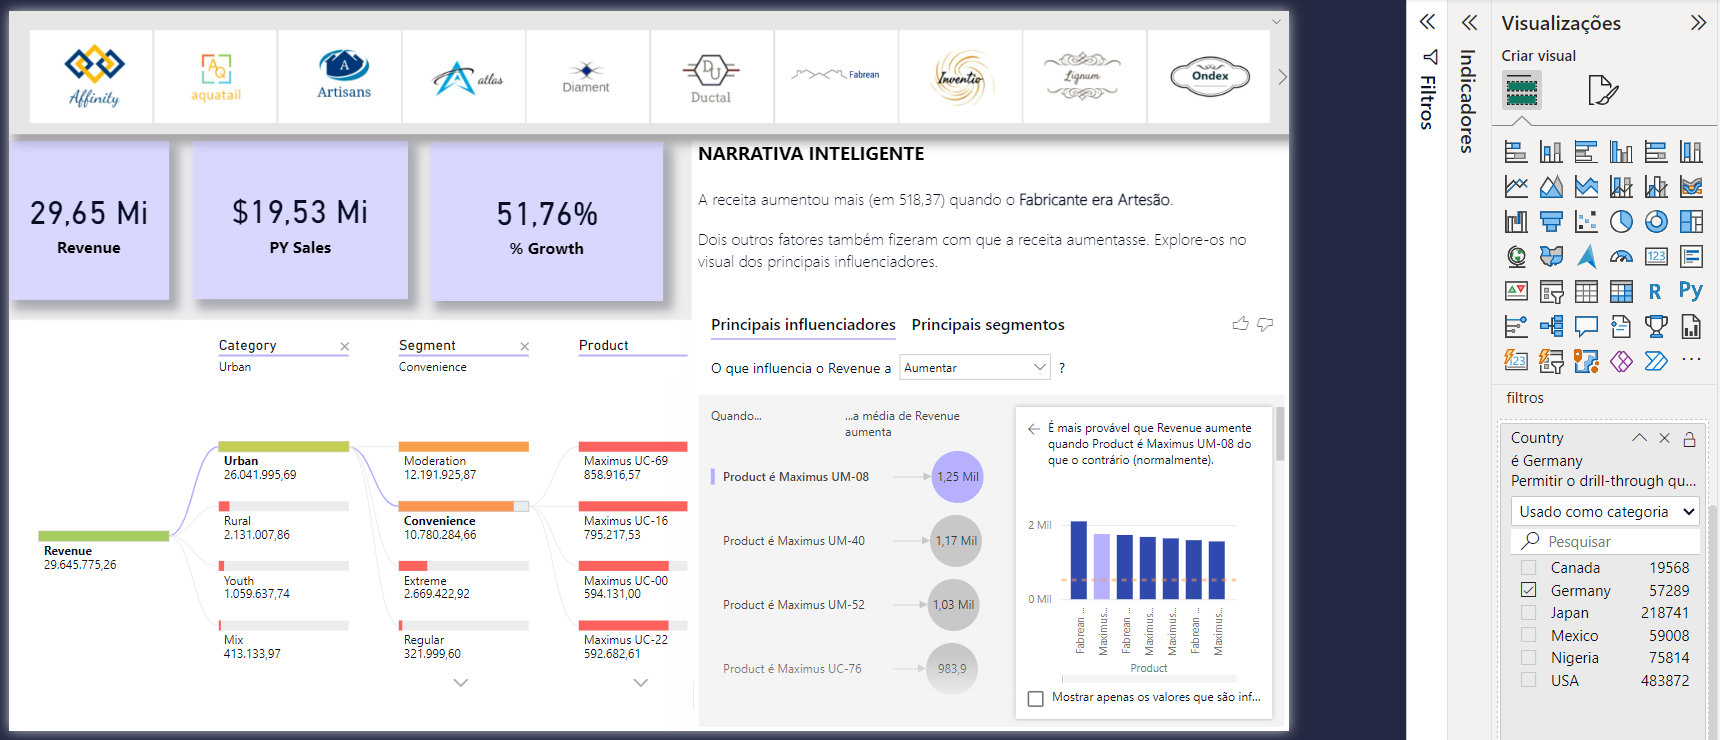 Affinity
AQ
aquatail
A
Artisans
atlas
Diament
DU
Ductal
Fabrean
Inventio
Lignum
Ondex
29,65 Mi
Revenue
$19,53 Mi
PY Sales
51,76%
% Growth
NARRATIVA INTELIGENTE
A receita aumentou mais (em 518,37) quando o Fabricante era Artesão.
Dois outros fatores também fizeram com que a receita aumentasse. Explore-os no
visual dos principais influenciadores.
Category
Urban
Segment
Convenience
Product
Revenue
29.645.775,26
Urban
26.041.995,69
Rural
2.131.007,86
Youth
1.059.637,74
Mix
413.133,97
Moderation
12.191.925,87
Convenience
10.780.284,66
Extreme
2.669.422,92
Regular
321.999,60
Maximus UC-69
858.916,57
Maximus UC-16
795.217,53
Maximus UC-00
594.131,00
Maximus UC-22
592.682,61
Principais influenciadores
Principais segmentos
O que influencia o Revenue a
Aumentar
?
Quando...
...a média de Revenue
aumenta
Product é Maximus UM-08
1,25 Mil
Product é Maximus UM-40
1,17 Mil
Product é Maximus UM-52
1,03 Mil
Product é Maximus UC-76
983,9
É mais provável que Revenue aumente
quando Product é Maximus UM-08 do
que o contrário (normalmente).
2 Mil
0 Mil
Fabrean ...
Maximus...
Fabrean ...
Maximus...
Maximus...
Fabrean ...
Maximus...
Product
Mostrar apenas os valores que são inf...
Filtros
Indicadores
Visualizações
Criar visual
123
R
Py
123
...
filtros
Country
é Germany
Permitir o drill-through qu...
Usado como categoria
Pesquisar
Canada 19568
Germany 57289
Japan 218741
Mexico 59008
Nigeria 75814
USA 483872